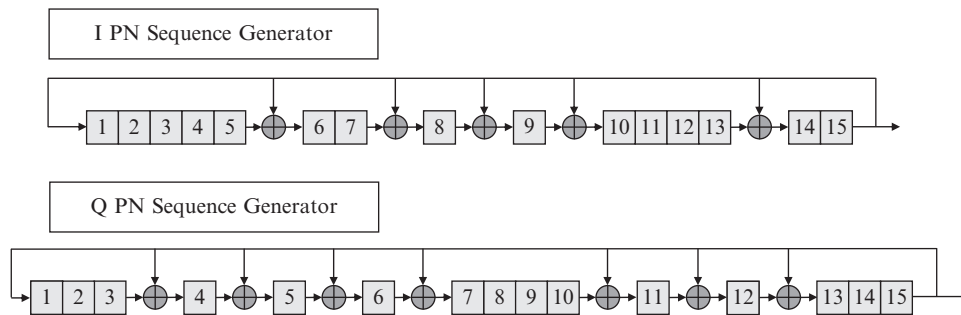 I PN Sequence Generator
1 2 3 4 5 6 7 8 9 10 11 12 13 14 15
Q PN Sequence Generator
1 2 3 4 5 6 7 8 9 10 11 12 13 14 15